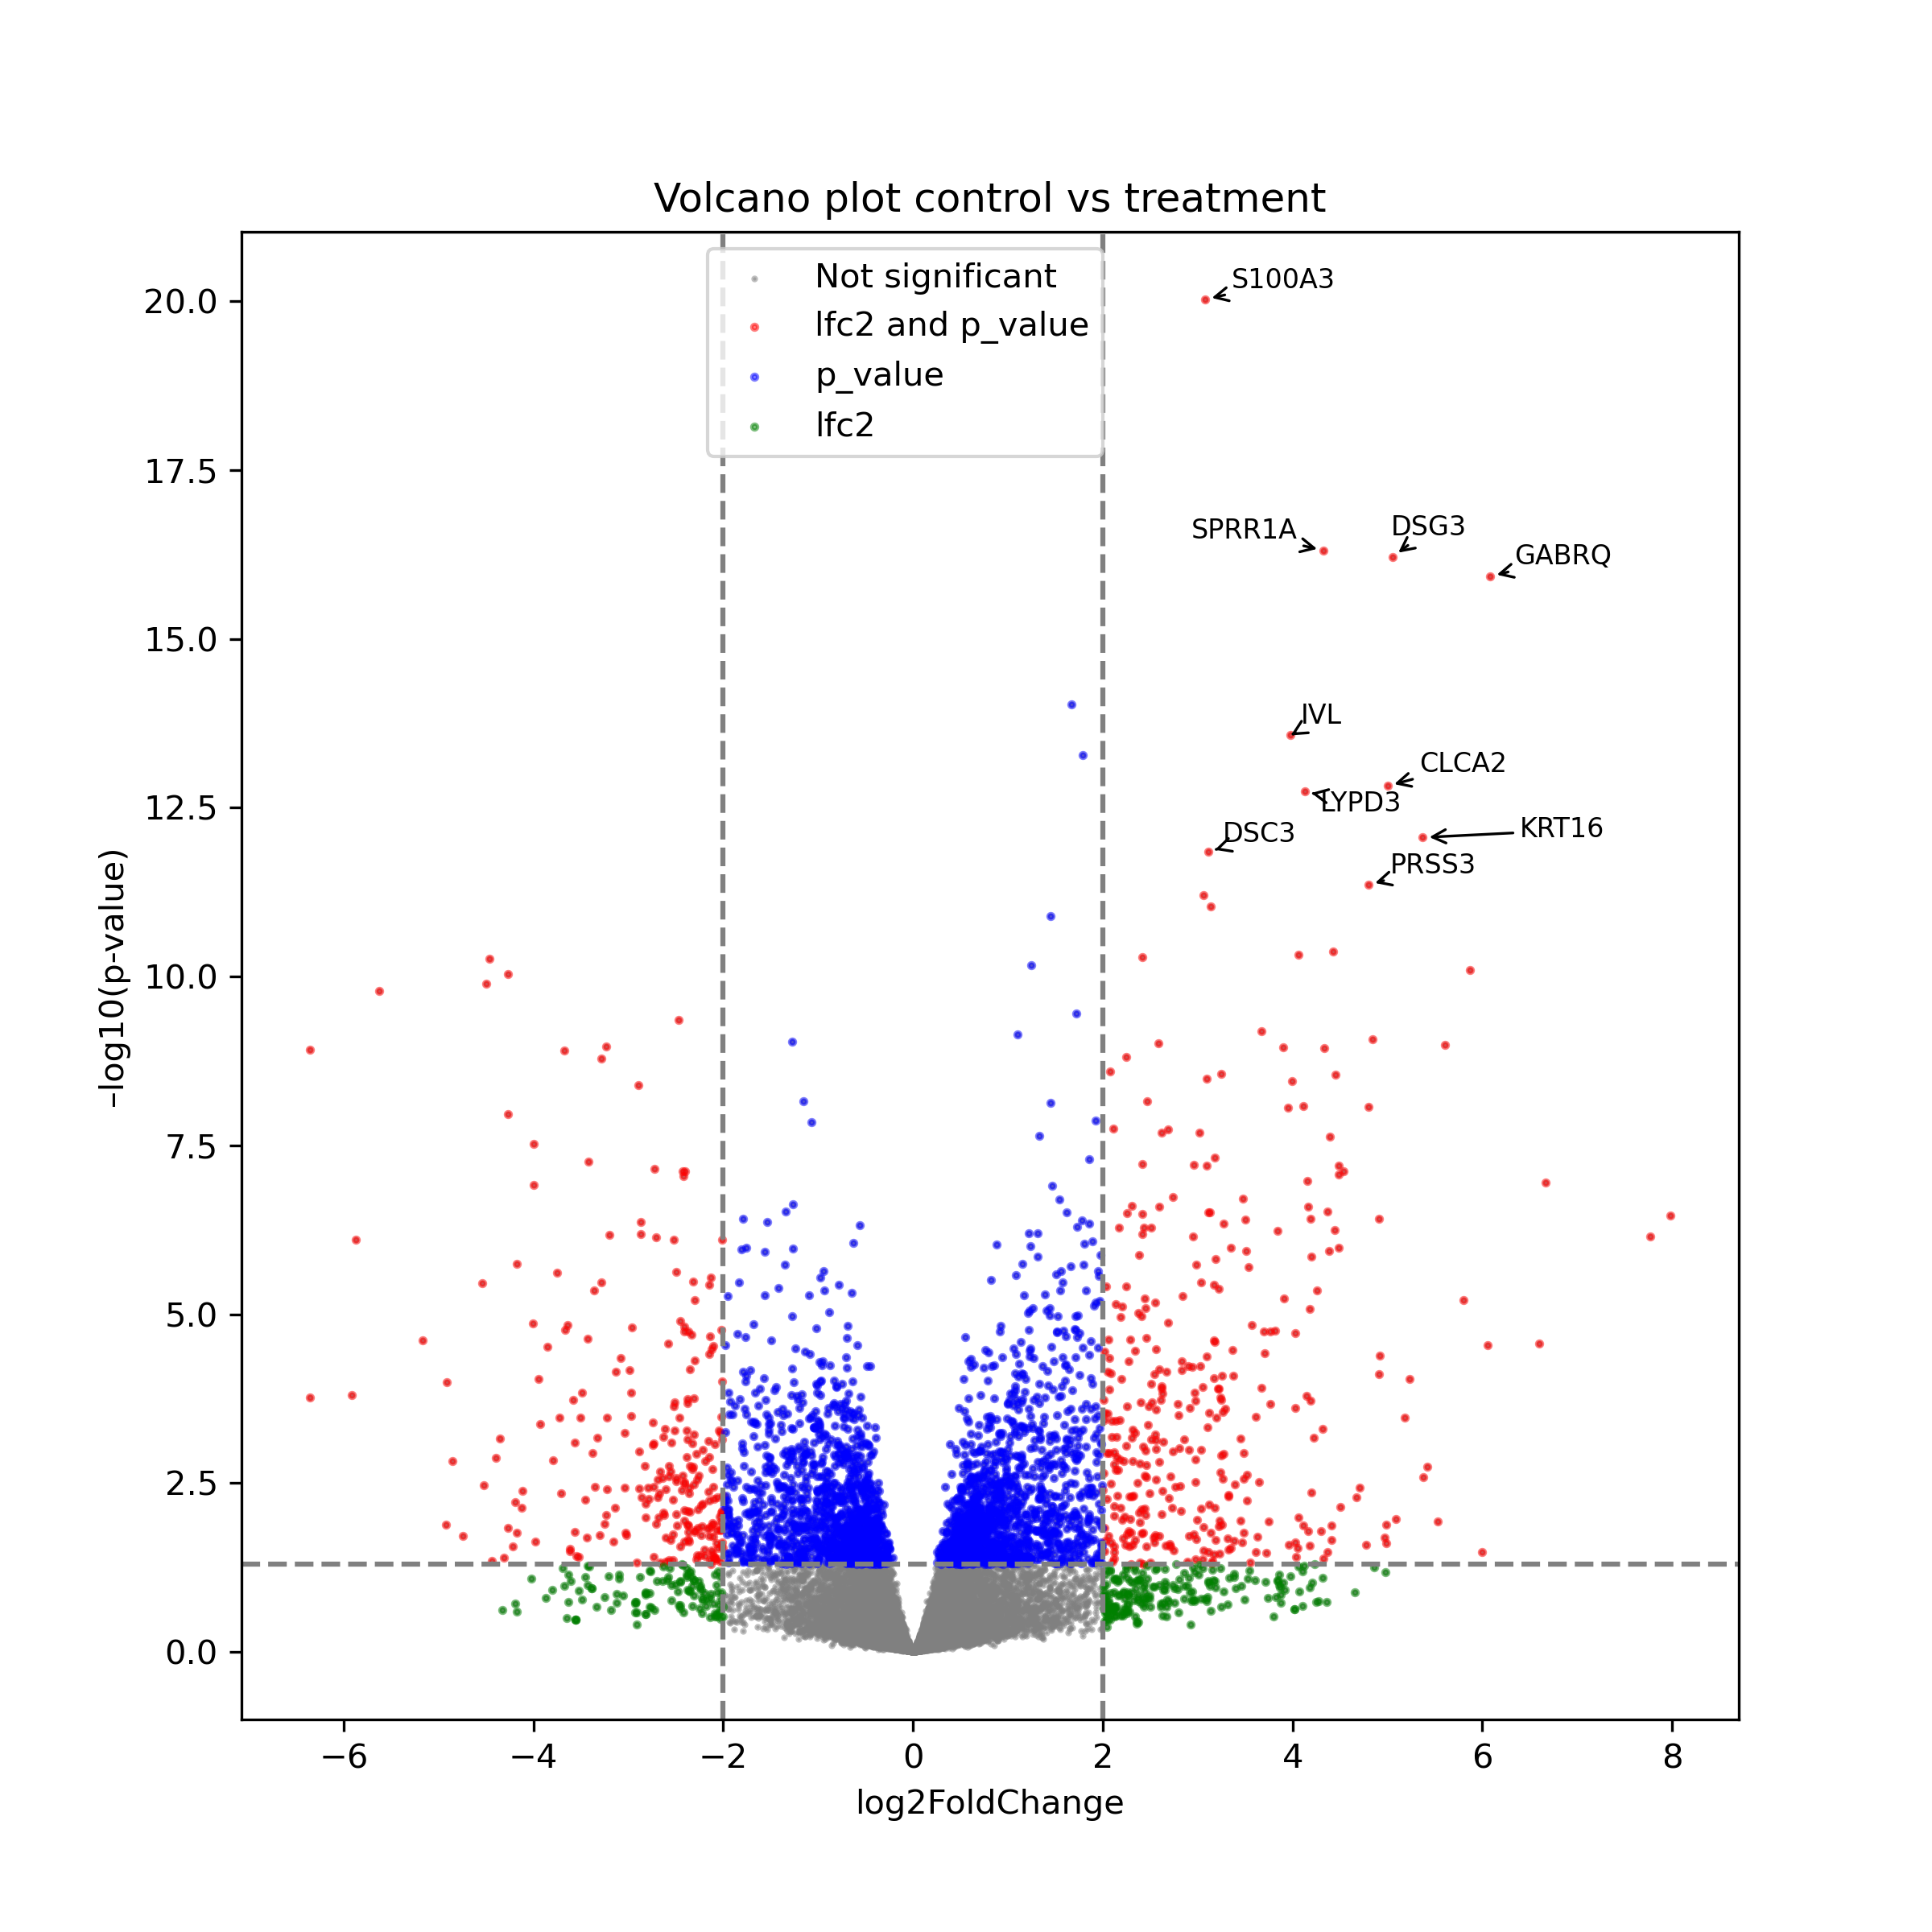 Volcano plot control vs treatment
Not significant
lfc2 and p_value
p_value
lfc2
S100A3
SPRR1A
DSG3
GABRQ
IVL
CLCA2
LYPD3
KRT16
DSC3
PRSS3
20.0
17.5
15.0
12.5
10.0
7.5
5.0
2.5
0.0
–log10(p-value)
−6 −4 −2 0 2 4 6 8
log2FoldChange